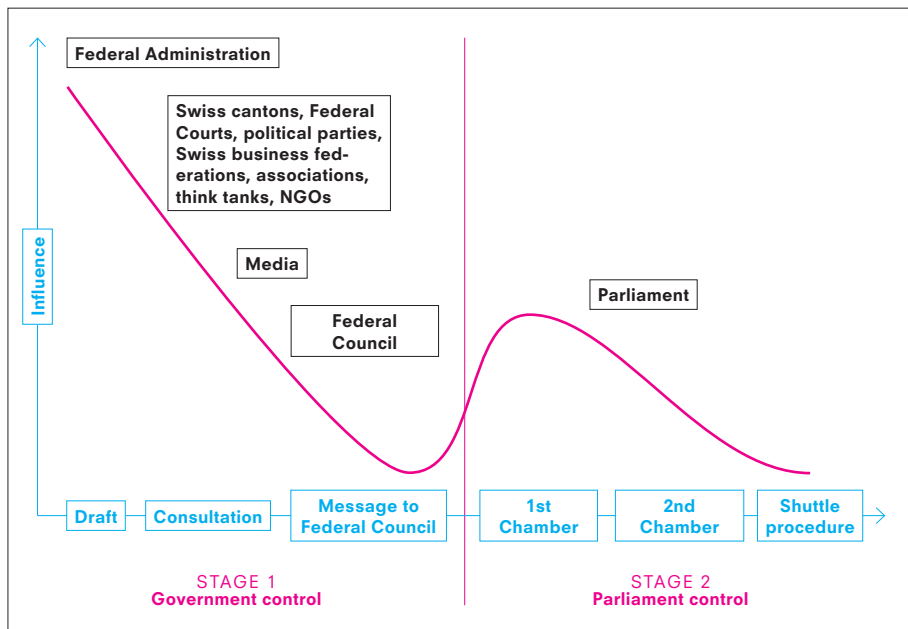 Federal Administration
Swiss cantons, Federal
Courts, political parties,
Swiss business fed-
erations, associations,
think tanks, NGOs
Media
Federal
Council
Parliament
Influence
Draft
Consultation
Message to
Federal Council
1st
Chamber
2nd
Chamber
Shuttle
procedure
STAGE 1
Government control
STAGE 2
Parliament control